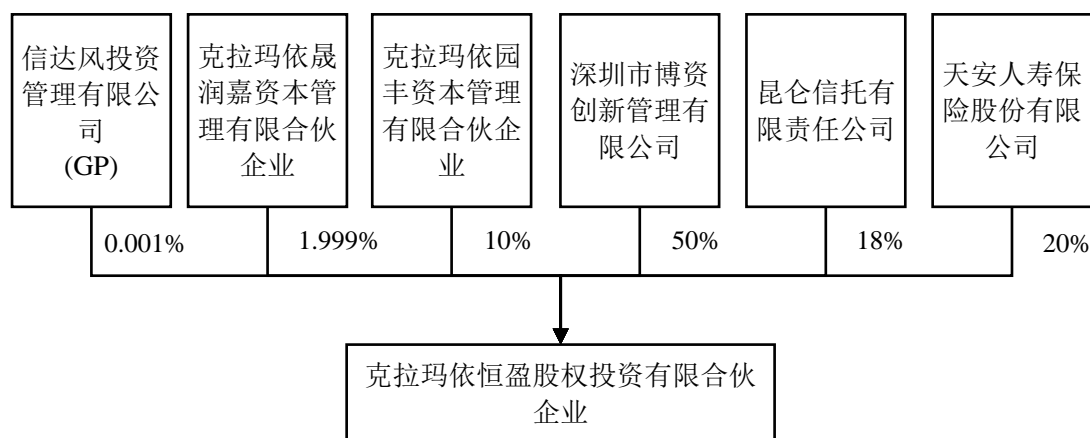 信达风投资
管理有限公
司
(GP)
克拉玛依晟
润嘉资本管
理有限合伙
企业
克拉玛依园
丰资本管理
有限合伙企
业
深圳市博资
创新管理有
限公司
昆仑信托有
限责任公司
天安人寿保
险股份有限
公司
0.001%
1.999%
10%
50%
18%
20%
克拉玛依恒盈股权投资有限合伙
企业